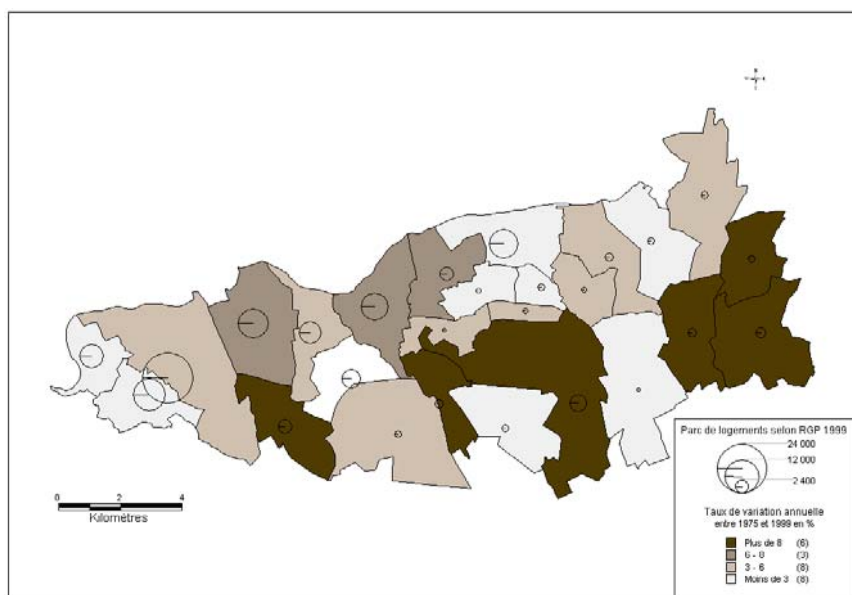 0 2 4
Kilomètres
Parc de logements selon RGP 1999
24 000
12 000
2 400
Taux de variation annuelle
entre 1975 et 1999 en %
Plus de 8 (6)
6 - 8 (3)
3 - 6 (8)
Moins de 3 (8)